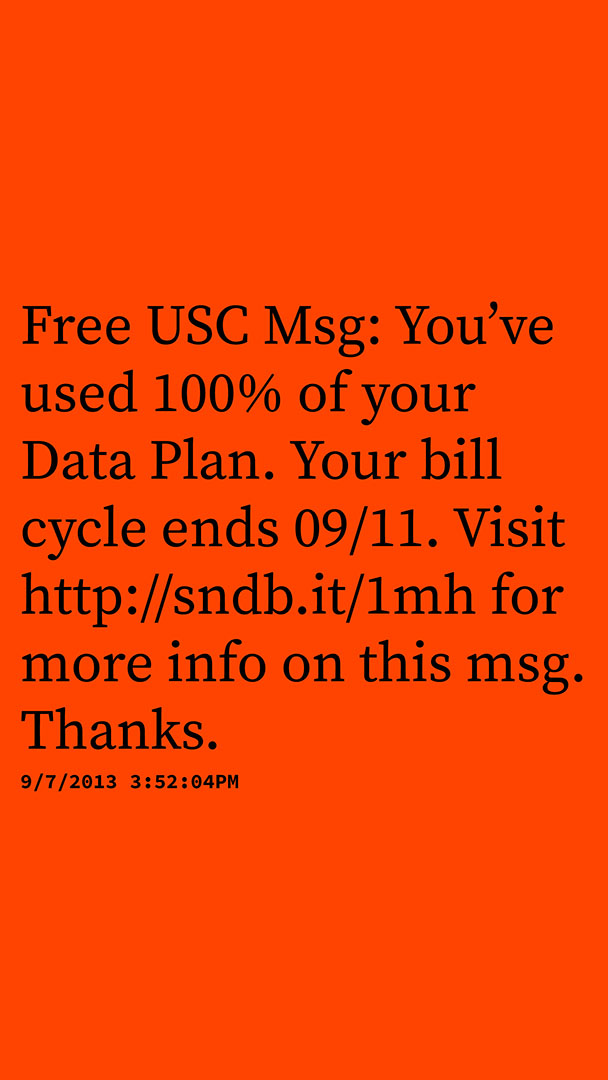 Free USC Msg: You’ve
used 100% of your
Data Plan. Your bill
cycle ends 09/11. Visit
http://sndb.it/1mh for
more info on this msg.
Thanks.
9/7/2013 3:52:04PM